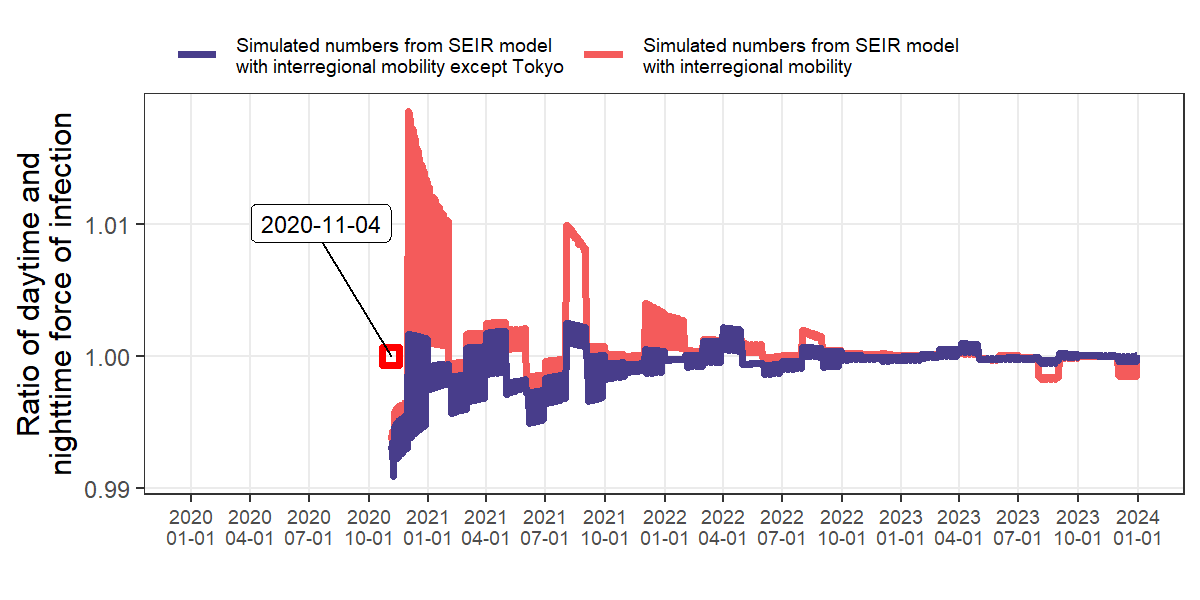 Simulated numbers from SEIR model
with interregional mobility except Tokyo
Simulated numbers from SEIR model
with interregional mobility
Ratio of daytime and
nighttime force of infection
1.01
1.00
0.99
2020-11-04
2020 2020 2020 2020 2021 2021 2021 2021 2022 2022 2022 2022 2023 2023 2023 2023 2024
01-01 04-01 07-01 10-01 01-01 04-01 07-01 10-01 01-01 04-01 07-01 10-01 01-01 04-01 07-01 10-01 01-01